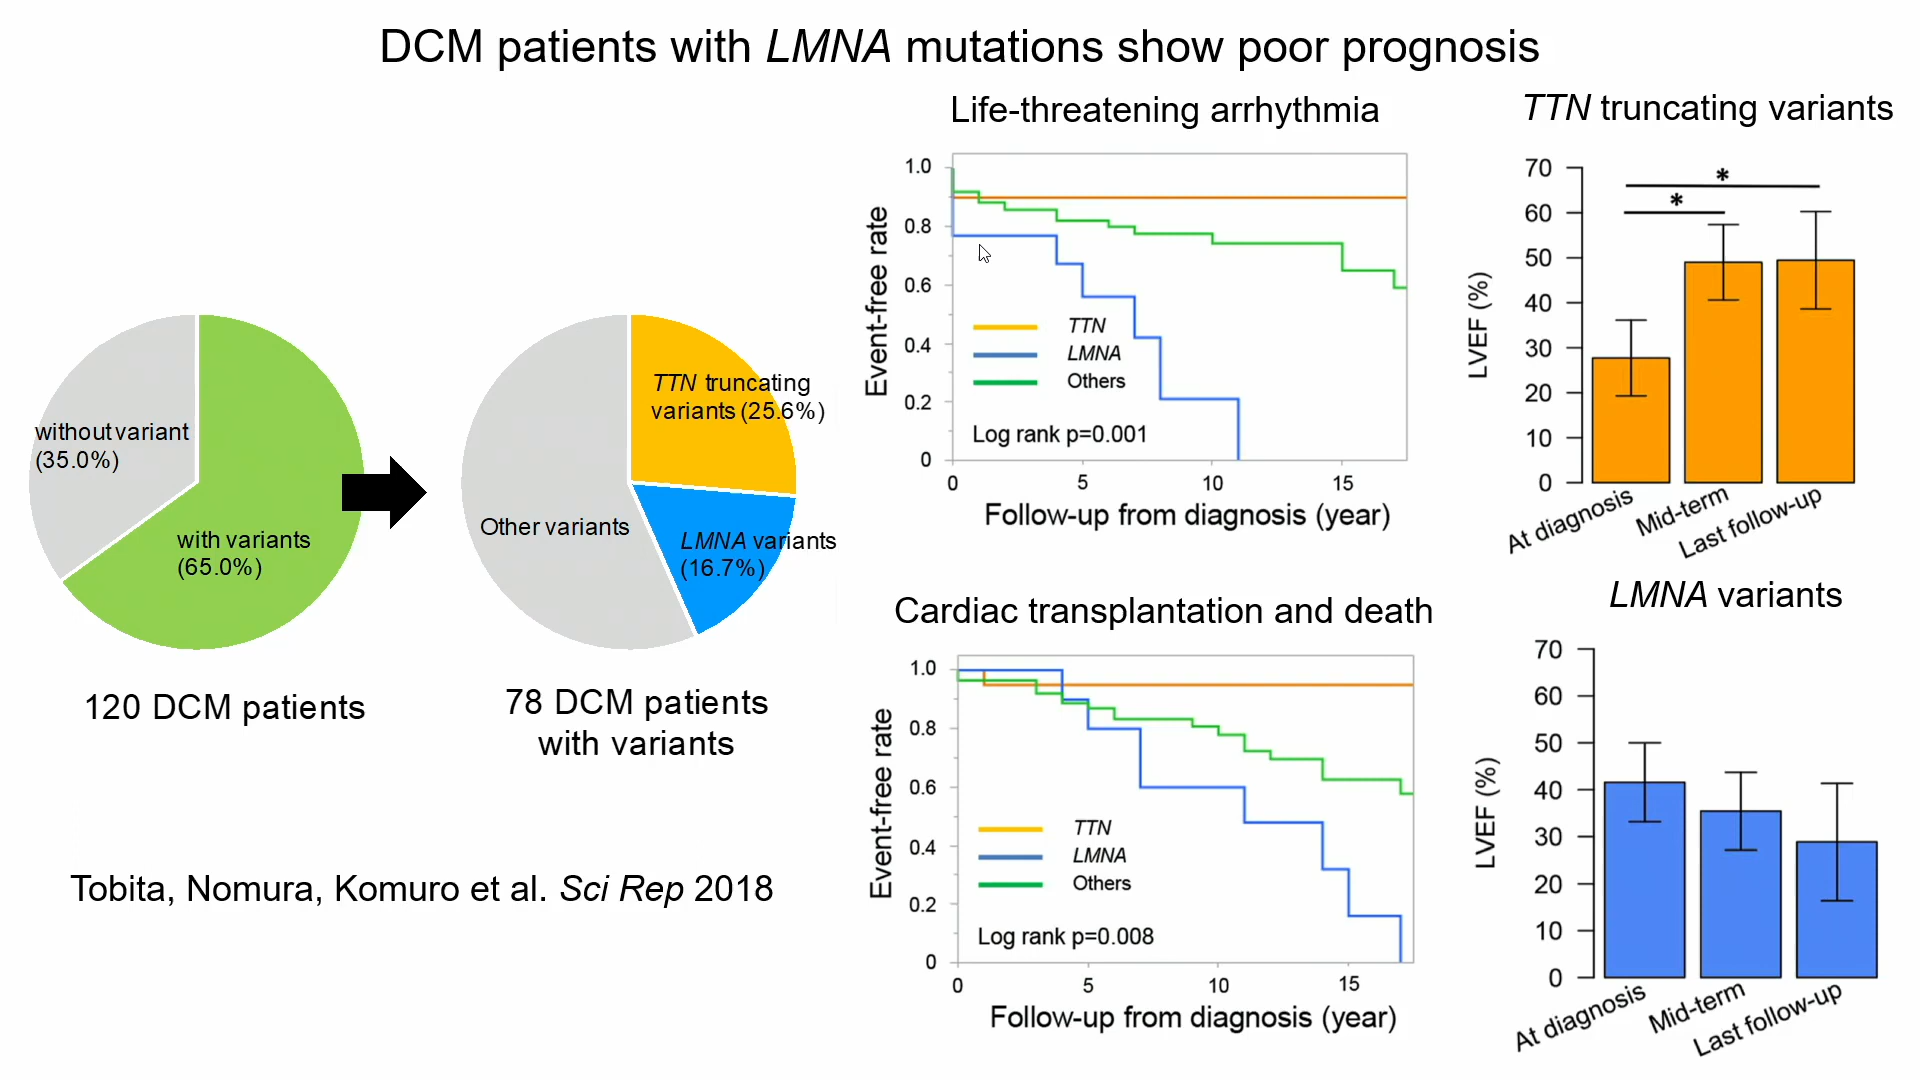 DCM patients with LMNA mutations show poor prognosis
without variant
(35.0%)
with variants
(65.0%)
120 DCM patients
TTN truncating
variants (25.6%)
LMNA variants
(16.7%)
Other variants
78 DCM patients
with variants
Tobita, Nomura, Komuro et al. Sci Rep 2018
Life-threatening arrhythmia
Event-free rate
1.0
0.8
0.6
0.4
0.2
0
TTN
LMNA
Others
Log rank p=0.001
0 5 10 15
Follow-up from diagnosis (year)
Cardiac transplantation and death
Event-free rate
1.0
0.8
0.6
0.4
0.2
0
TTN
LMNA
Others
Log rank p=0.008
0 5 10 15
Follow-up from diagnosis (year)
TTN truncating variants
LVEF (%)
70
60
50
40
30
20
10
0
*
*
At diagnosis
Mid-term
Last follow-up
LMNA variants
LVEF (%)
70
60
50
40
30
20
10
0
At diagnosis
Mid-term
Last follow-up